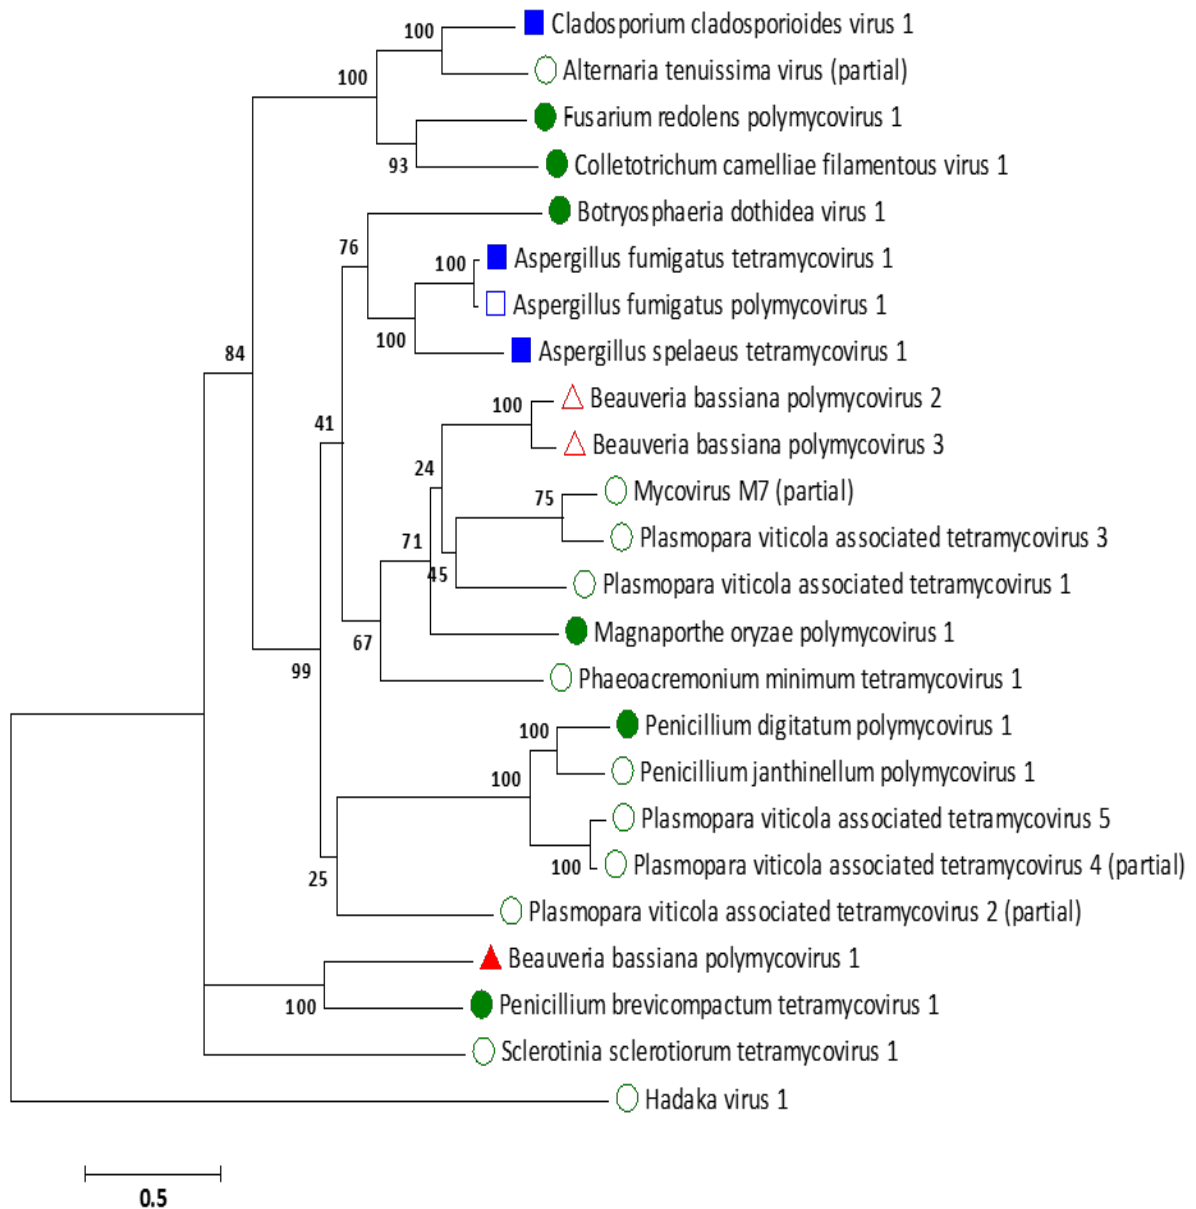 Cladosporium cladosporioides virus 1
100
Alternaria tenuissima virus (partial)
100
Fusarium redolens polymycovirus 1
93
Colletotrichum camelliae filamentous virus 1
Botryosphaeria dothidea virus 1
76
Aspergillus fumigatus tetramycovirus 1
100
Aspergillus fumigatus polymycovirus 1
100
Aspergillus spelaeus tetramycovirus 1
84
Beauveria bassiana polymycovirus 2
100
41
Beauveria bassiana polymycovirus 3
24
Mycovirus M7 (partial)
75
Plasmopara viticola associated tetramycovirus 3
71
45
Plasmopara viticola associated tetramycovirus 1
Magnaporthe oryzae polymycovirus 1
67
99
Phaeoacremonium minimum tetramycovirus 1
Penicillium digitatum polymycovirus 1
100
Penicillium janthinellum polymycovirus 1
100
Plasmopara viticola associated tetramycovirus 5
Plasmopara viticola associated tetramycovirus 4 (partial)
100
25
Plasmopara viticola associated tetramycovirus 2 (partial)
Beauveria bassiana polymycovirus 1
100
Penicillium brevicompactum tetramycovirus 1
Sclerotinia sclerotiorum tetramycovirus 1
Hadaka virus 1
0.5